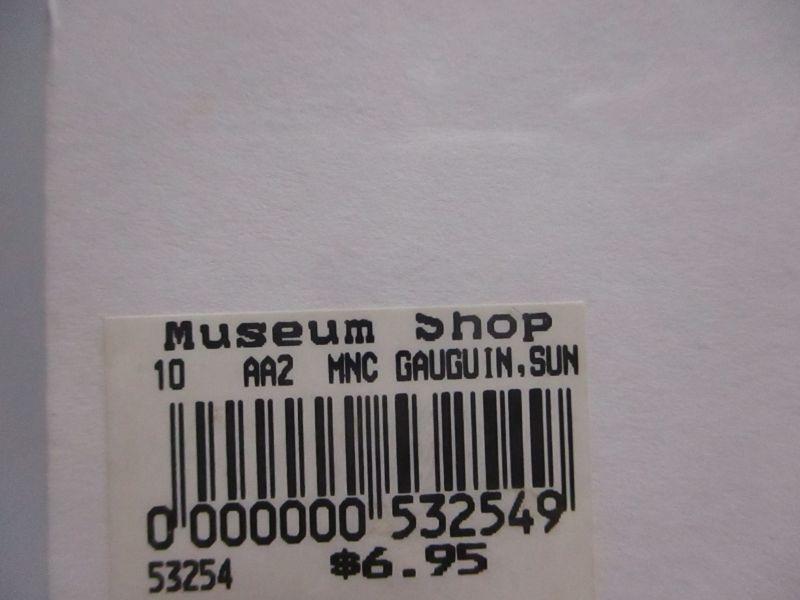 Museum Shop
10 AA2 MNC GAUGUIN,SUN
0 000000 532549
53254 $6.95